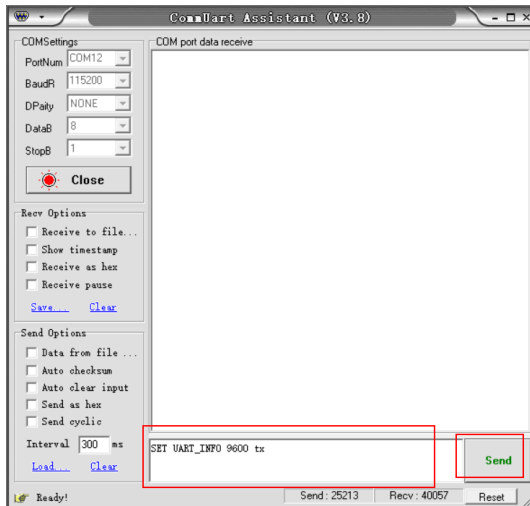 CommUart Assistant (V3.8)
COMSettings
PortNum COM12
BaudR 115200
DPaity NONE
DataB 8
StopB 1
Close
Recv Options
Receive to file...
Show timestamp
Receive as hex
Receive pause
Save... Clear
Send Options
Data from file ...
Auto checksum
Auto clear input
Send as hex
Send cyclic
Interval 300 ms
Load... Clear
COM port data receive
SET UART_INFO 9600 tx
Send
Ready!
Send : 25213
Recv : 40057
Reset